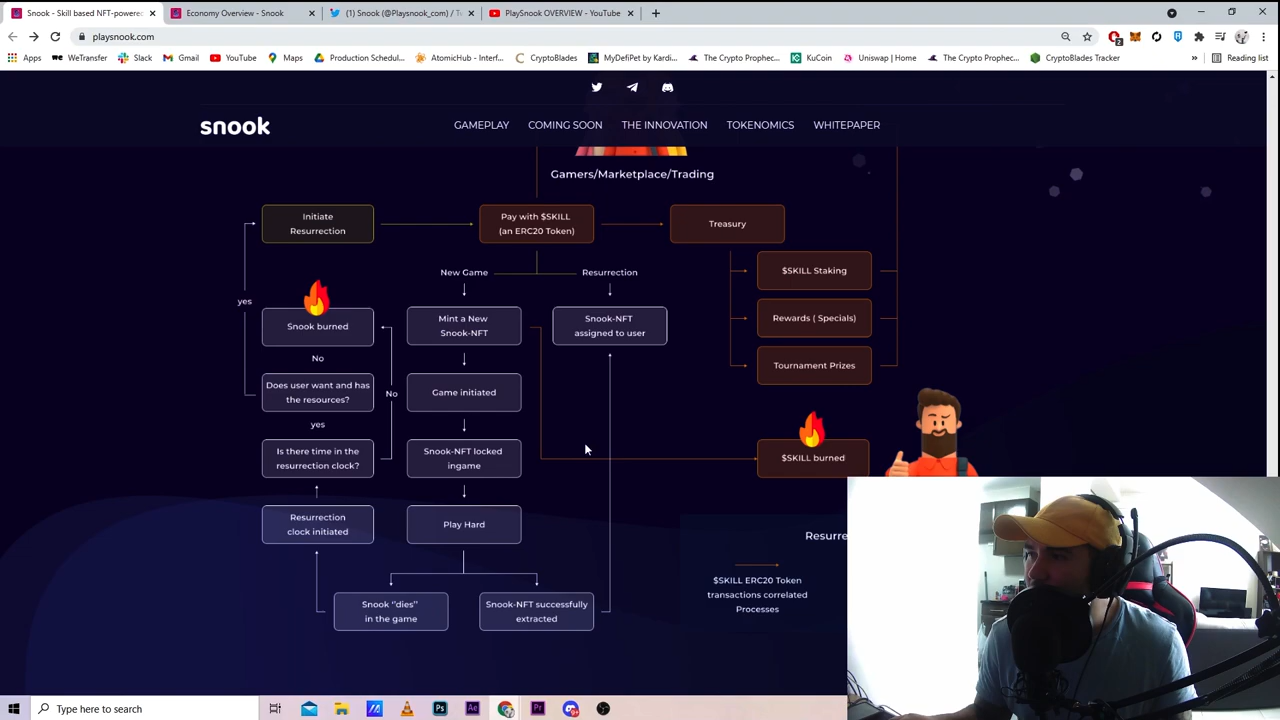 Snook - Skill based NFT-powere
Economy Overview - Snook
(1) Snook (@Playsnook_com) / Tw
PlaySnook OVERVIEW - YouTube
playsnook.com
2
Apps
WeTransfer
Slack
Gmail
YouTube
Maps
Production Schedul...
AtomicHub - Interf...
CryptoBlades
MyDefiPet by Kardi...
The Crypto Prophec...
KuCoin
Uniswap | Home
The Crypto Prophec...
CryptoBlades Tracker
»
Reading list
snook
GAMEPLAY
COMING SOON
THE INNOVATION
TOKENOMICS
WHITEPAPER
Gamers/Marketplace/Trading
Initiate
Resurrection
Pay with $SKILL
(an ERC20 Token)
Treasury
New Game
Resurrection
$SKILL Staking
yes
Snook burned
Mint a New
Snook-NFT
Snook-NFT
assigned to user
Rewards ( Specials)
No
Tournament Prizes
Does user want and has
the resources?
No
Game initiated
yes
Is there time in the
resurrection clock?
Snook-NFT locked
ingame
$SKILL burned
Resurrection
clock initiated
Play Hard
Resurre
$SKILL ERC20 Token
transactions correlated
Processes
Snook "dies"
in the game
Snook-NFT successfully
extracted
Type here to search
Ps
Ae
Pr